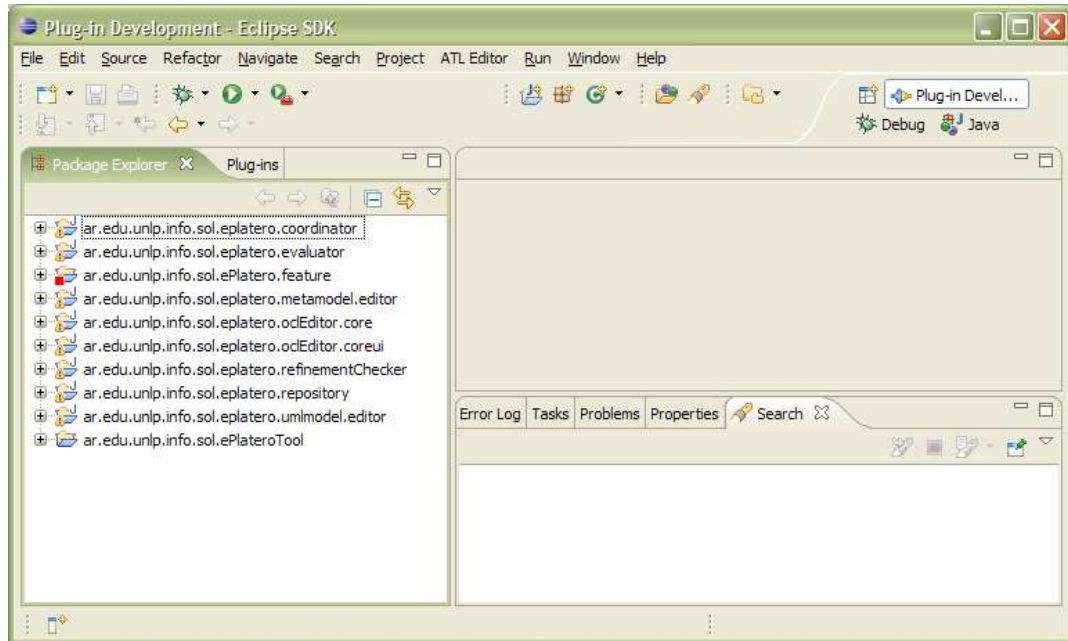 Plug-in Development - Eclipse SDK
File Edit Source Refactor Navigate Search Project ATL Editor Run Window Help
Plug-in Devel...
Debug Java
Package Explorer Plug-ins
ar.edu.unlp.info.sol.eplatero.coordinator
ar.edu.unlp.info.sol.eplatero.evaluator
ar.edu.unlp.info.sol.ePlatero.feature
ar.edu.unlp.info.sol.eplatero.metamodel.editor
ar.edu.unlp.info.sol.eplatero.oclEditor.core
ar.edu.unlp.info.sol.eplatero.oclEditor.coreui
ar.edu.unlp.info.sol.eplatero.refinementChecker
ar.edu.unlp.info.sol.eplatero.repository
ar.edu.unlp.info.sol.eplatero.umlmodel.editor
ar.edu.unlp.info.sol.ePlateroTool
Error Log Tasks Problems Properties Search